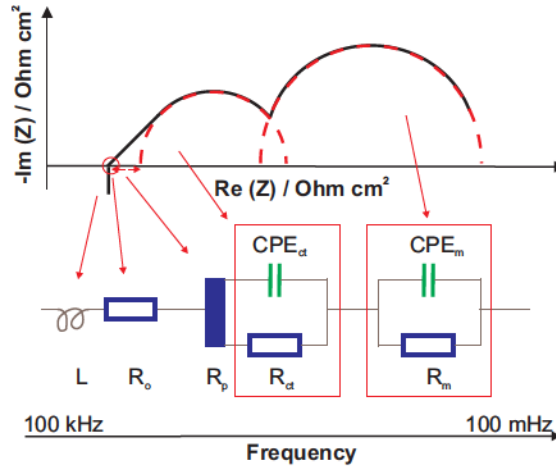 -Im (Z) / Ohm cm²
Re (Z) / Ohm cm²
CPEct
CPEm
L
Ro
Rp
Rct
Rm
100 kHz
100 mHz
Frequency